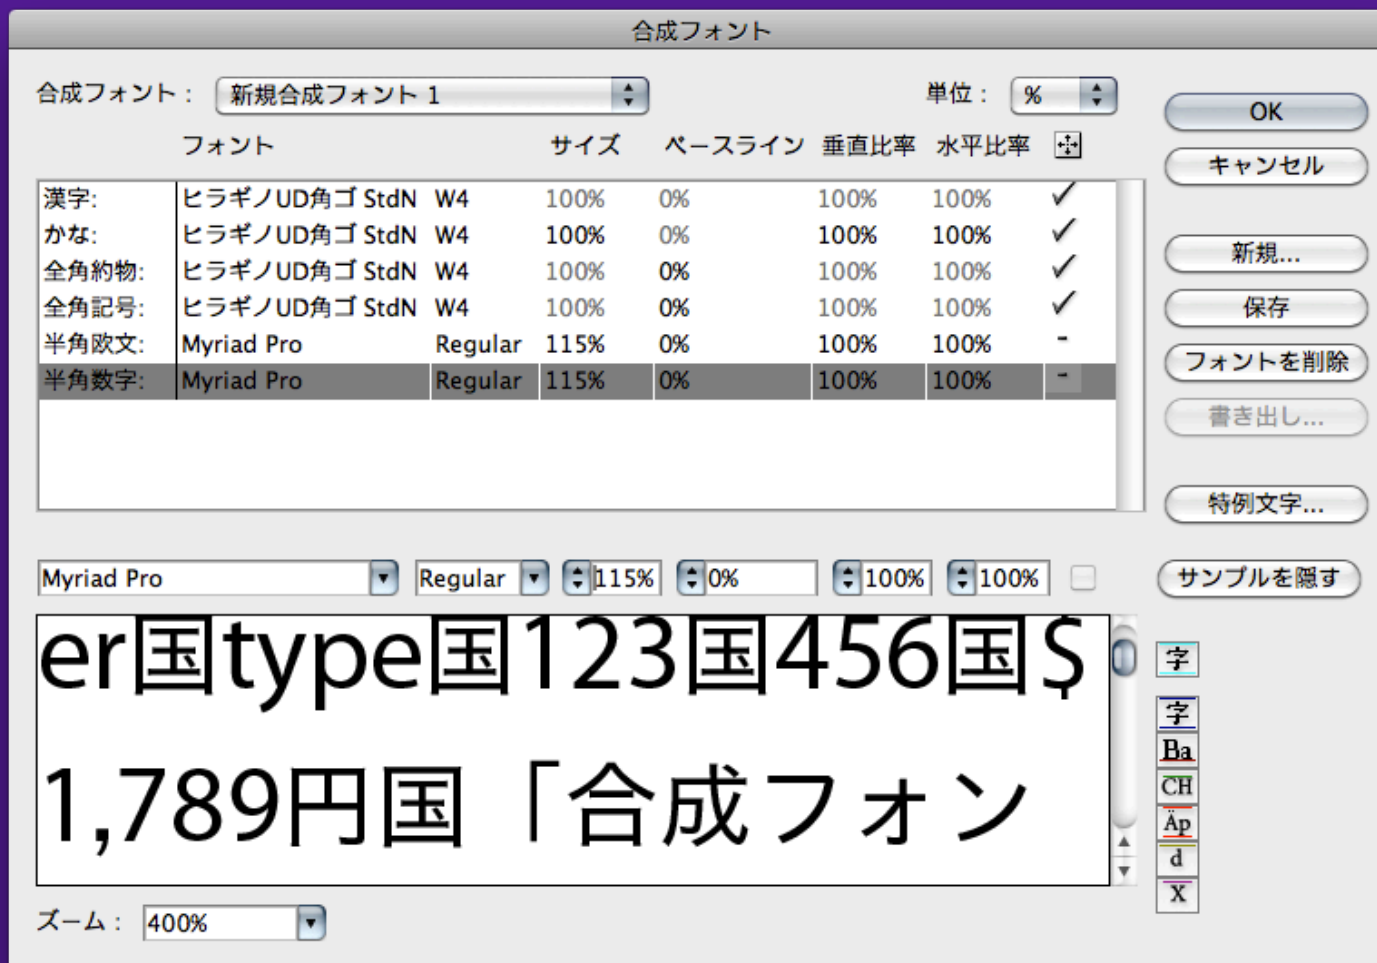 合成フォント
合成フォント： 新規合成フォント 1 単位： %
フォント サイズ ベースライン 垂直比率 水平比率
漢字: ヒラギノUD角ゴ StdN W4 100% 0% 100% 100%
かな: ヒラギノUD角ゴ StdN W4 100% 0% 100% 100%
全角約物: ヒラギノUD角ゴ StdN W4 100% 0% 100% 100%
全角記号: ヒラギノUD角ゴ StdN W4 100% 0% 100% 100%
半角欧文: Myriad Pro Regular 115% 0% 100% 100% -
半角数字: Myriad Pro Regular 115% 0% 100% 100% -
OK
キャンセル
新規...
保存
フォントを削除
書き出し...
特例文字...
Myriad Pro Regular 115% 0% 100% 100%
サンプルを隠す
er国type国123国456国$
1,789円国「合成フォン
字
字
Ba
CH
Äp
d
X
ズーム： 400%